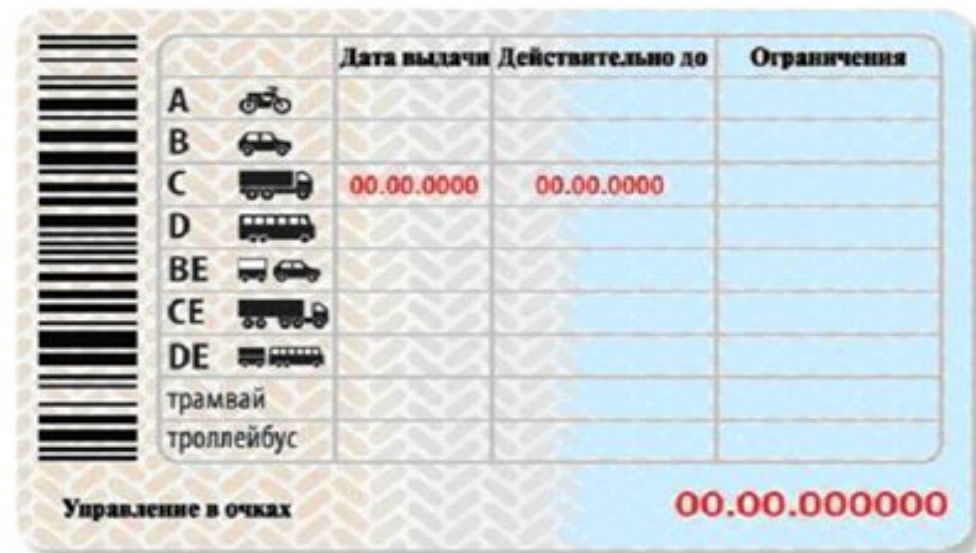 Дата выдачи Действительно до Ограничения
A
B
C 00.00.0000 00.00.0000
D
BE
CE
DE
трамвай
троллейбус
Управление в очках 00.00.000000